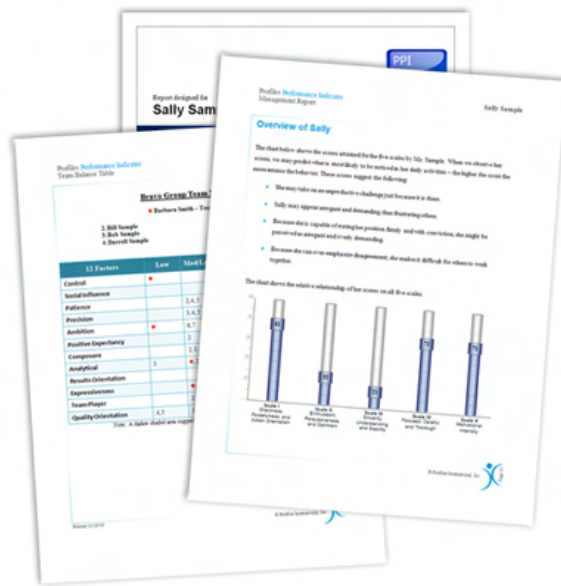 PPI
Report designed for
Sally Sam
Profiles Performance Indicator
Management Report
Sally Sample
Overview of Sally
The chart below shows the scores attained for the five scales by Ms. Sample. When we observe her
scores, we may predict what is most likely to be noticed in her daily activities – the higher the score the
more intense the behavior. These scores suggest the following:
She may take on an unproductive challenge just because it is there.
Sally may appear arrogant and demanding, thus frustrating others.
Because she is capable of stating her position firmly and with conviction, she might be
perceived as arrogant and overly demanding.
Because she can over-emphasize disagreement, she makes it difficult for others to work
together.
The chart shows the relative relationship of her scores on all five scales.
Scale I
Scale II
Scale III
Scale IV
Scale V
Enthusiasm,
Persuasiveness,
and Optimism
Sincerity,
Understanding
and Stability
Focused, Careful,
and Thorough
Motivational
Intensity
Profiles Performance Indicator
Team Balance Table
Bravo Group Team
Barbara Smith -
2. Bill Sample
3. Bob Sample
4. Darrell Sample
12 Factors Low Med/Lo
Control
Social Influence
Patience
Precision
Ambition
Positive Expectancy
Composure
Analytical 3
Results Orientation
Expressiveness
Team Player
Quality Orientation 4,5